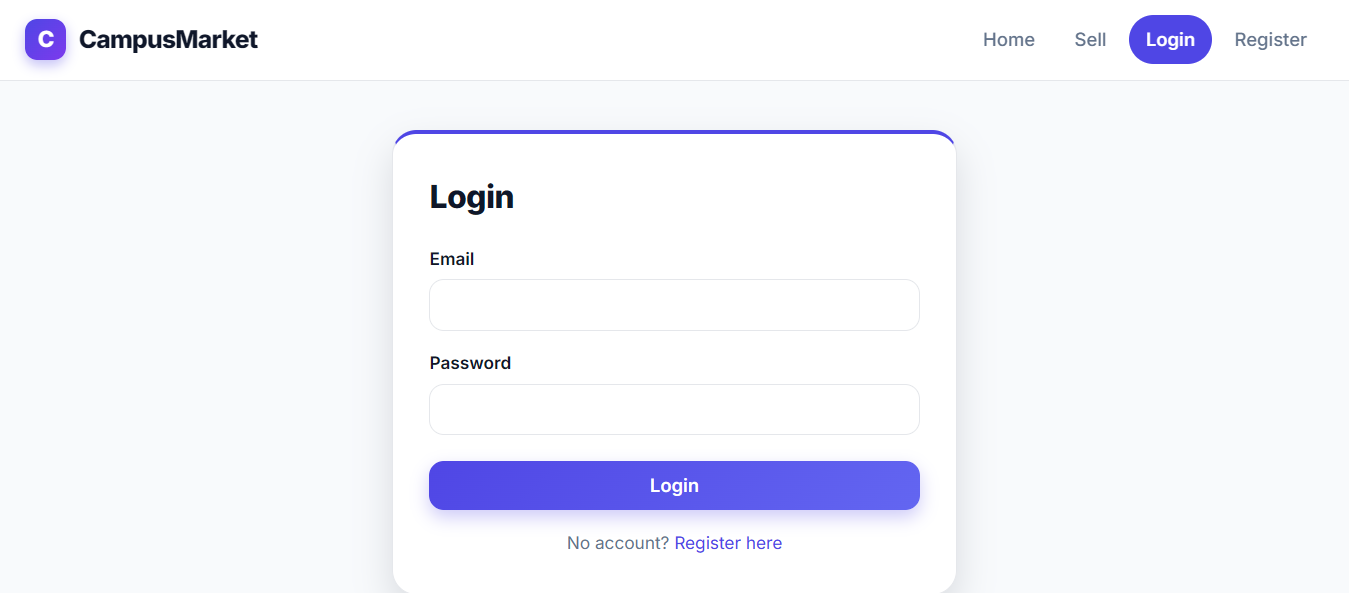 C CampusMarket Home Sell Login Register
Login
Email
Password
Login
No account? Register here